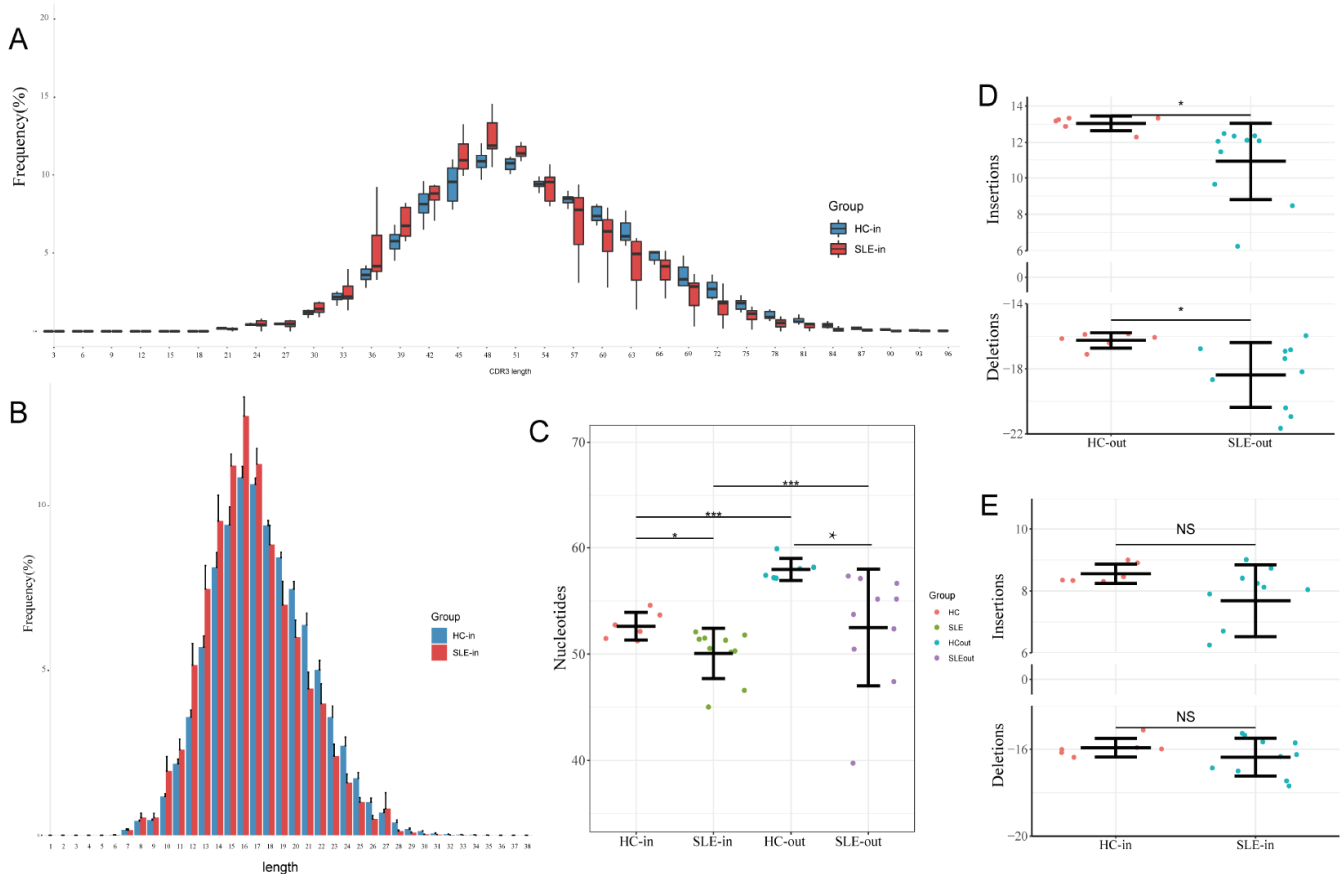 A
Frequency(%)
20
15
10
5
-
3 6 9 12 15 18 21 24 27 30 33 36 39 42 45 48 51 54 57 60 63 66 69 72 75 78 81 84 87 90 93 96
CDR3 length
Group
HC-in
SLE-in
B
Frequency(%)
10
5
1 2 3 4 5 6 7 8 9 10 11 12 13 14 15 16 17 18 19 20 21 22 23 24 25 26 27 28 29 30 31 32 33 34 35 36 37 38
length
Group
HC-in
SLE-in
C
Nucleotides
70
60
50
40
***
***
*
*
HC-in SLE-in HC-out SLE-out
Group
HC
SLE
HCout
SLEout
D
Insertions
14
13
12
11
10
8
6
0
*
Deletions
-14
-18
-22
*
HC-out SLE-out
E
Insertions
10
8
6
0
NS
Deletions
-16
-20
NS
HC-in SLE-in